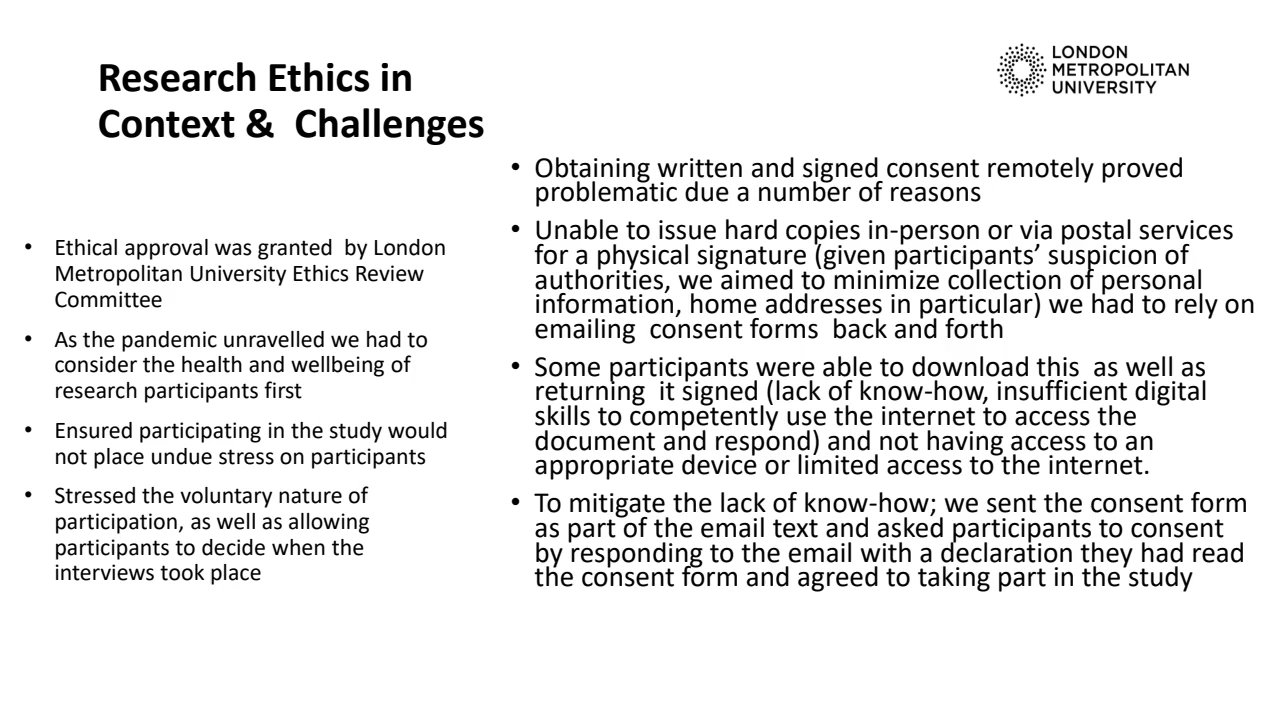 Research Ethics in
Context &  Challenges
LONDON
METROPOLITAN
UNIVERSITY
• Ethical approval was granted  by London
Metropolitan University Ethics Review
Committee
• As the pandemic unravelled we had to
consider the health and wellbeing of
research participants first
• Ensured participating in the study would
not place undue stress on participants
• Stressed the voluntary nature of
participation, as well as allowing
participants to decide when the
interviews took place
• Obtaining written and signed consent remotely proved
problematic due a number of reasons
• Unable to issue hard copies in-person or via postal services
for a physical signature (given participants’ suspicion of
authorities, we aimed to minimize collection of personal
information, home addresses in particular) we had to rely on
emailing  consent forms  back and forth
• Some participants were able to download this  as well as
returning  it signed (lack of know-how, insufficient digital
skills to competently use the internet to access the
document and respond) and not having access to an
appropriate device or limited access to the internet.
• To mitigate the lack of know-how; we sent the consent form
as part of the email text and asked participants to consent
by responding to the email with a declaration they had read
the consent form and agreed to taking part in the study